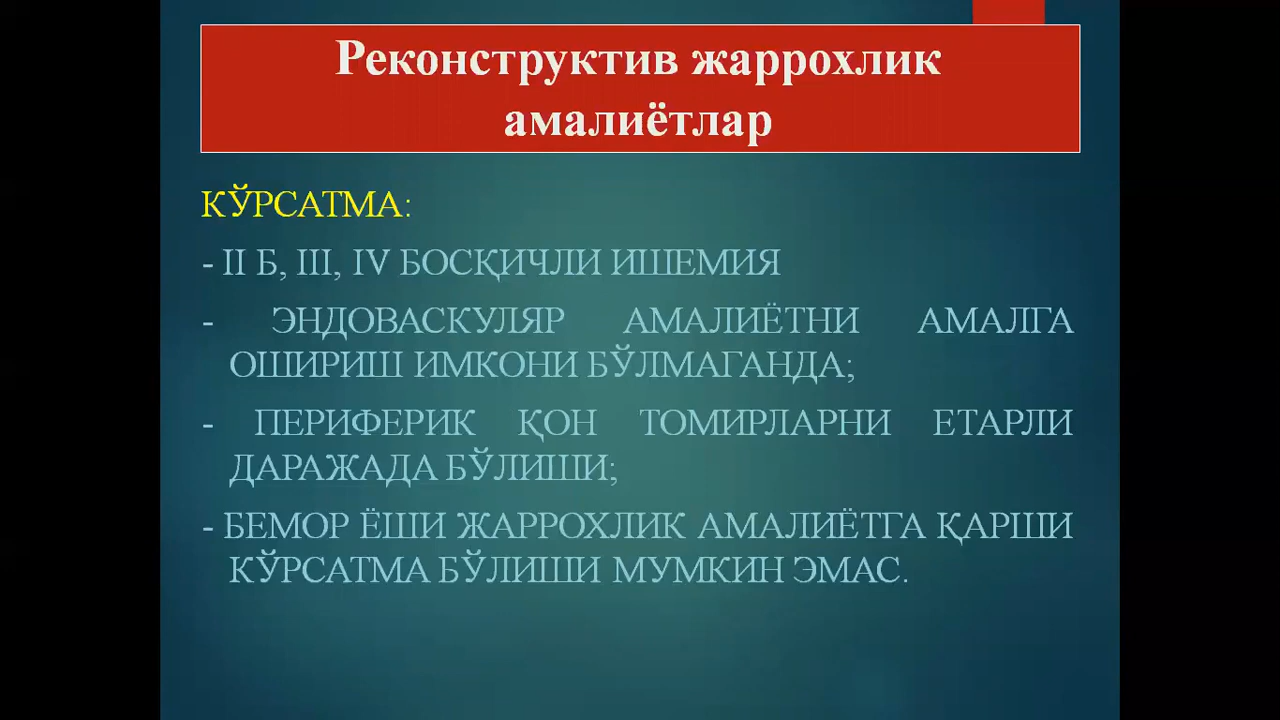 Реконструктив жаррохлик
амалиётлар
КЎРСАТМА:
- II Б, III, IV БОСҚИЧЛИ ИШЕМИЯ
- ЭНДОВАСКУЛЯР АМАЛИЁТНИ АМАЛГА
ОШИРИШ ИМКОНИ БЎЛМАГАНДА;
- ПЕРИФЕРИК ҚОН ТОМИРЛАРНИ ЕТАРЛИ
ДАРАЖАДА БЎЛИШИ;
- БЕМОР ЁШИ ЖАРРОХЛИК АМАЛИЁТГА ҚАРШИ
КЎРСАТМА БЎЛИШИ МУМКИН ЭМАС.